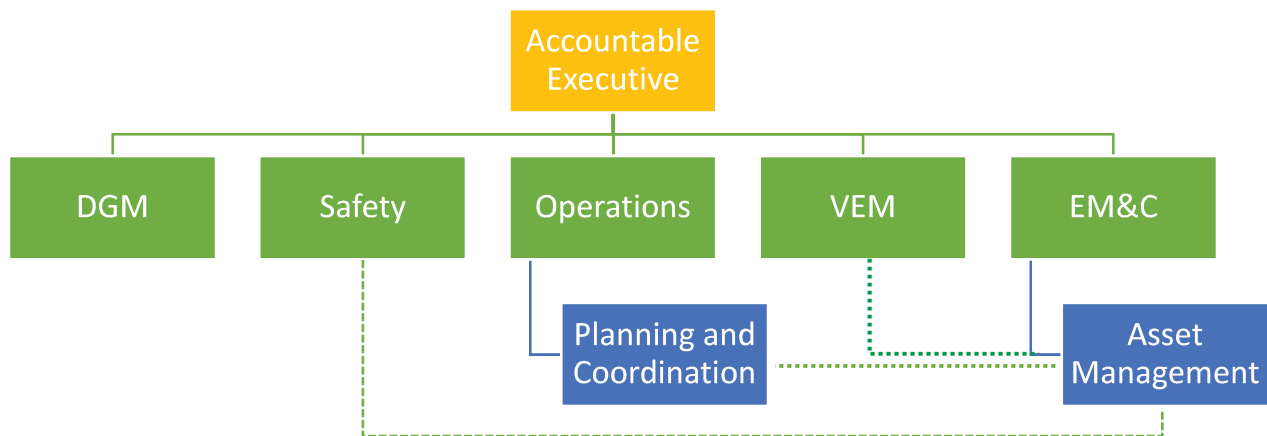 Accountable
Executive
DGM
Safety
Operations
VEM
EM&C
Planning and
Coordination
Asset
Management